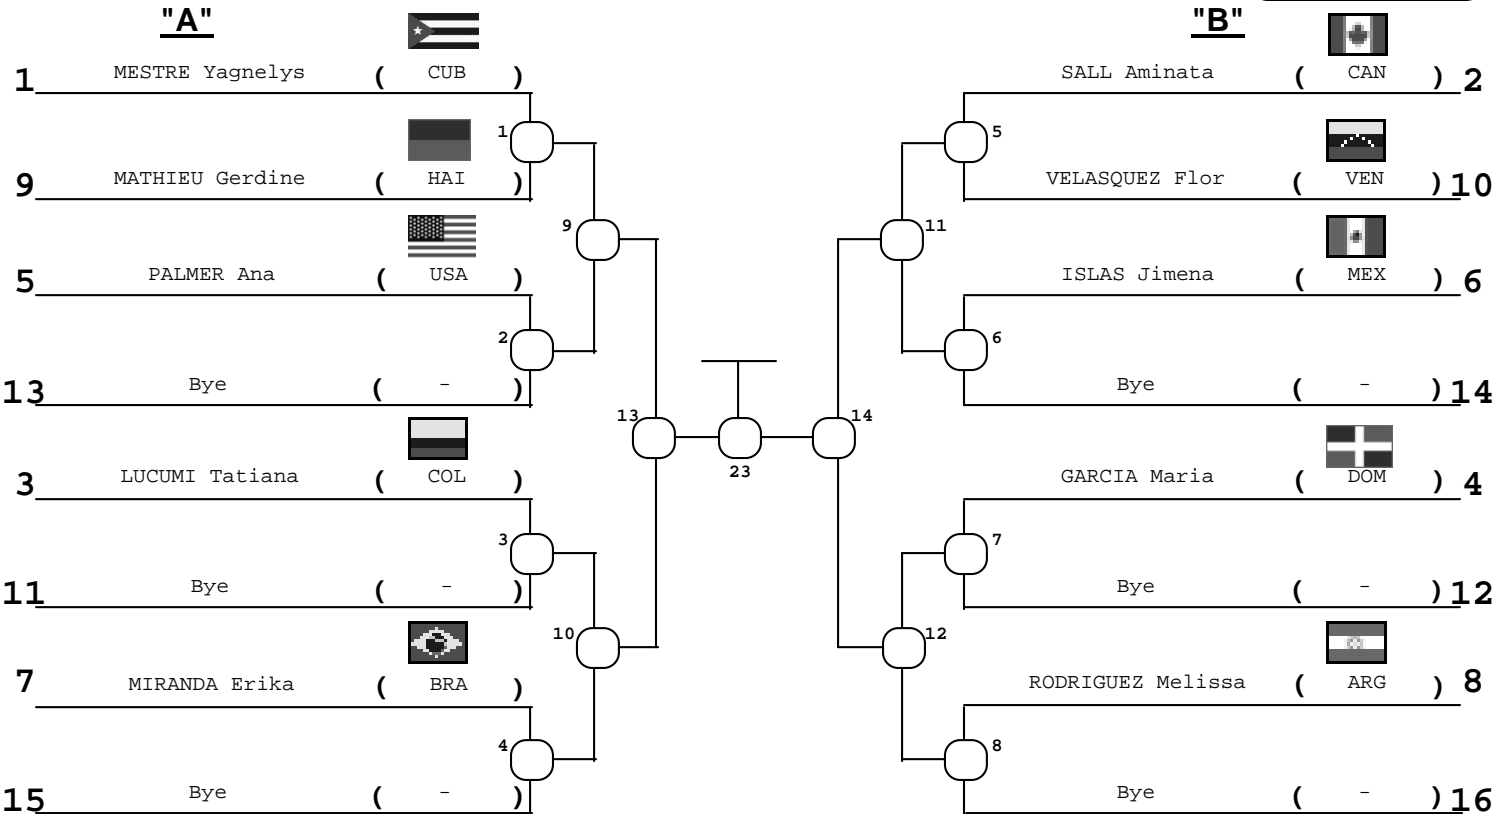 "A" "B"
1 MESTRE Yagnelys ( CUB ) SALL Aminata ( CAN ) 2
1 5
9 MATHIEU Gerdine ( HAI ) VELASQUEZ Flor ( VEN ) 10
9 11
5 PALMER Ana ( USA ) ISLAS Jimena ( MEX ) 6
2 6
13 Bye ( - ) Bye ( - ) 14
13 14
23
3 LUCUMI Tatiana ( COL ) GARCIA Maria ( DOM ) 4
3 7
11 Bye ( - ) Bye ( - ) 12
10 12
7 MIRANDA Erika ( BRA ) RODRIGUEZ Melissa ( ARG ) 8
4 8
15 Bye ( - ) Bye ( - ) 16